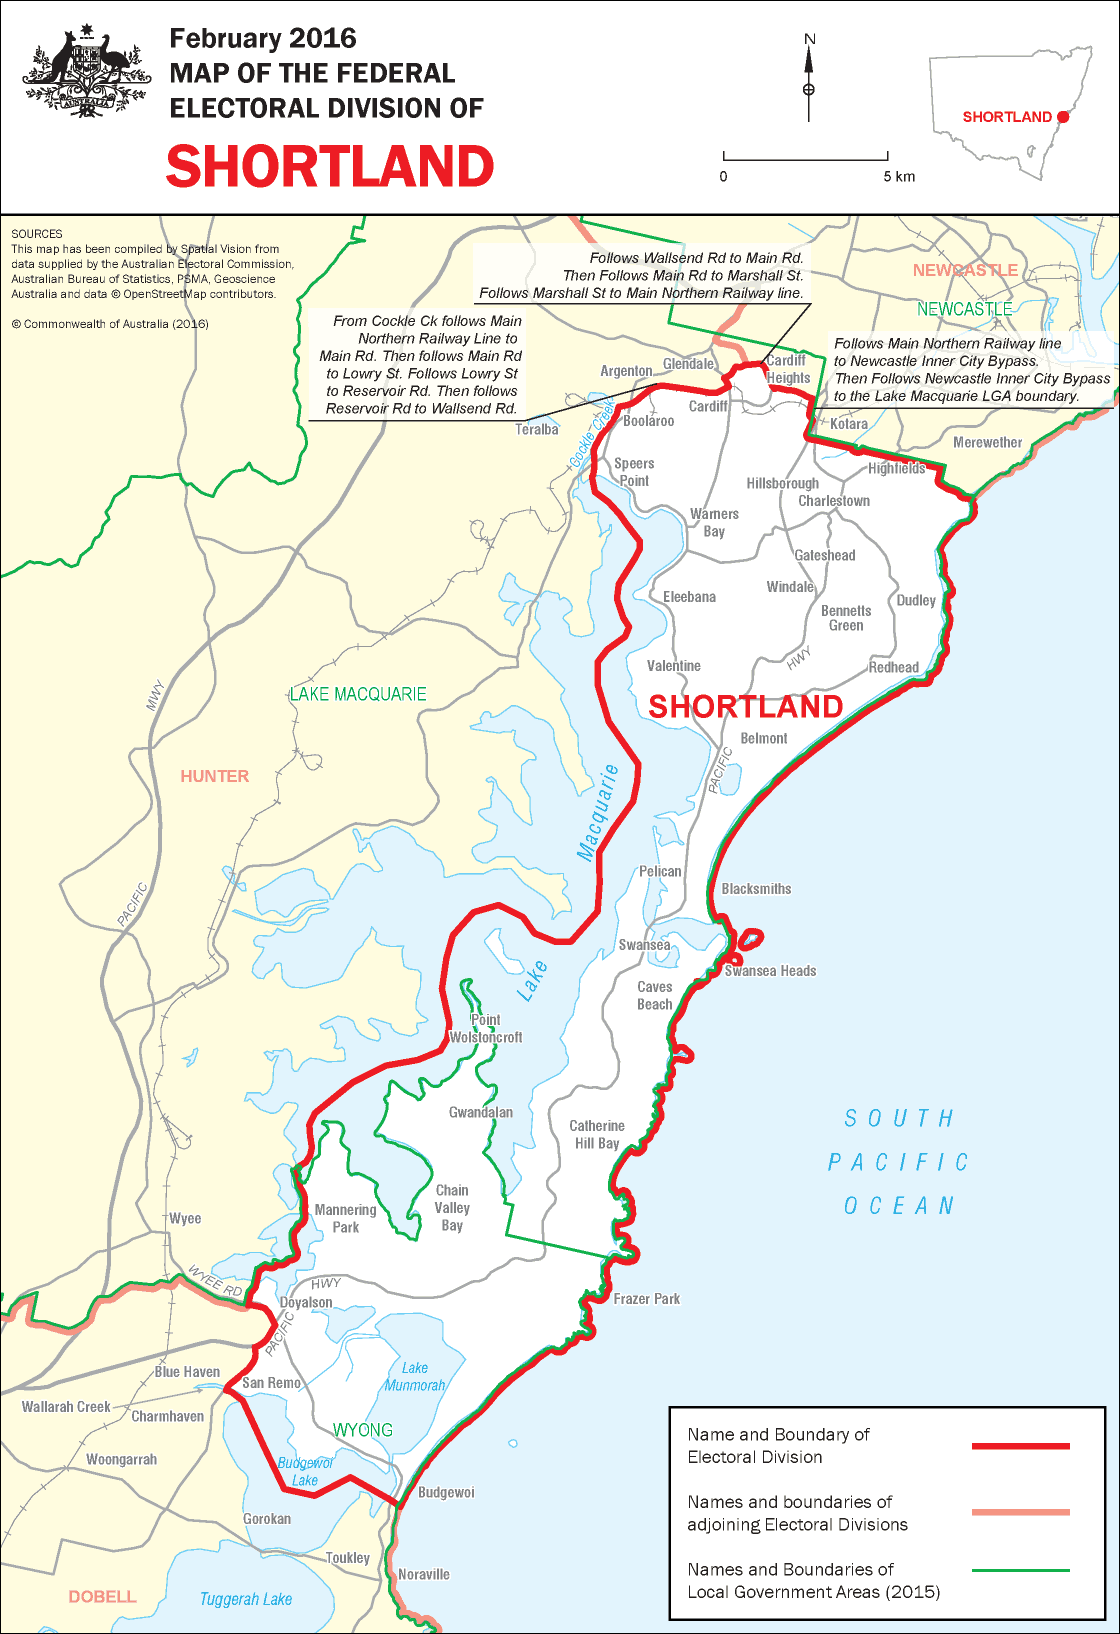 February 2016
MAP OF THE FEDERAL
ELECTORAL DIVISION OF
SHORTLAND
AUSTRALIA
N
0 5 km
SHORTLAND
SOURCES
This map has been compiled by Spatial Vision from
data supplied by the Australian Electoral Commission,
Australian Bureau of Statistics, PSMA, Geoscience
Australia and data © OpenStreetMap contributors.
© Commonwealth of Australia (2016)
Follows Wallsend Rd to Main Rd.
Then Follows Main Rd to Marshall St.
Follows Marshall St to Main Northern Railway line.
From Cockle Ck follows Main
Northern Railway Line to
Main Rd. Then follows Main Rd
to Lowry St. Follows Lowry St
to Reservoir Rd. Then follows
Reservoir Rd to Wallsend Rd.
Follows Main Northern Railway line
to Newcastle Inner City Bypass.
Then Follows Newcastle Inner City Bypass
to the Lake Macquarie LGA boundary.
NEWCASTLE
NEWCASTLE
Argenton
Glendale
Cardiff
Heights
Cardiff
Boolaroo
Teralba
Cockle Creek
Kotara
Merewether
Speers
Point
Highfields
Hillsborough
Charlestown
Warners
Bay
Gateshead
Windale
Eleebana
Bennetts
Green
Dudley
HWY
Valentine
Redhead
MWY
LAKE MACQUARIE
SHORTLAND
Belmont
HUNTER
PACIFIC
Macquarie
Pelican
Blacksmiths
PACIFIC
Swansea
Swansea Heads
Lake
Caves
Beach
Point
Wolstoncroft
Gwandalan
Catherine
Hill Bay
SOUTH
PACIFIC
OCEAN
Chain
Valley
Bay
Mannering
Park
Wyee
WYEE RD
HWY
Doyalson
Frazer Park
PACIFIC
Blue Haven
San Remo
Lake
Munmorah
Wallarah Creek
Charmhaven
WYONG
Woongarrah
Budgewoi
Lake
Budgewoi
Gorokan
Toukley
Noraville
DOBELL
Tuggerah Lake
Name and Boundary of
Electoral Division
Names and boundaries of
adjoining Electoral Divisions
Names and Boundaries of
Local Government Areas (2015)